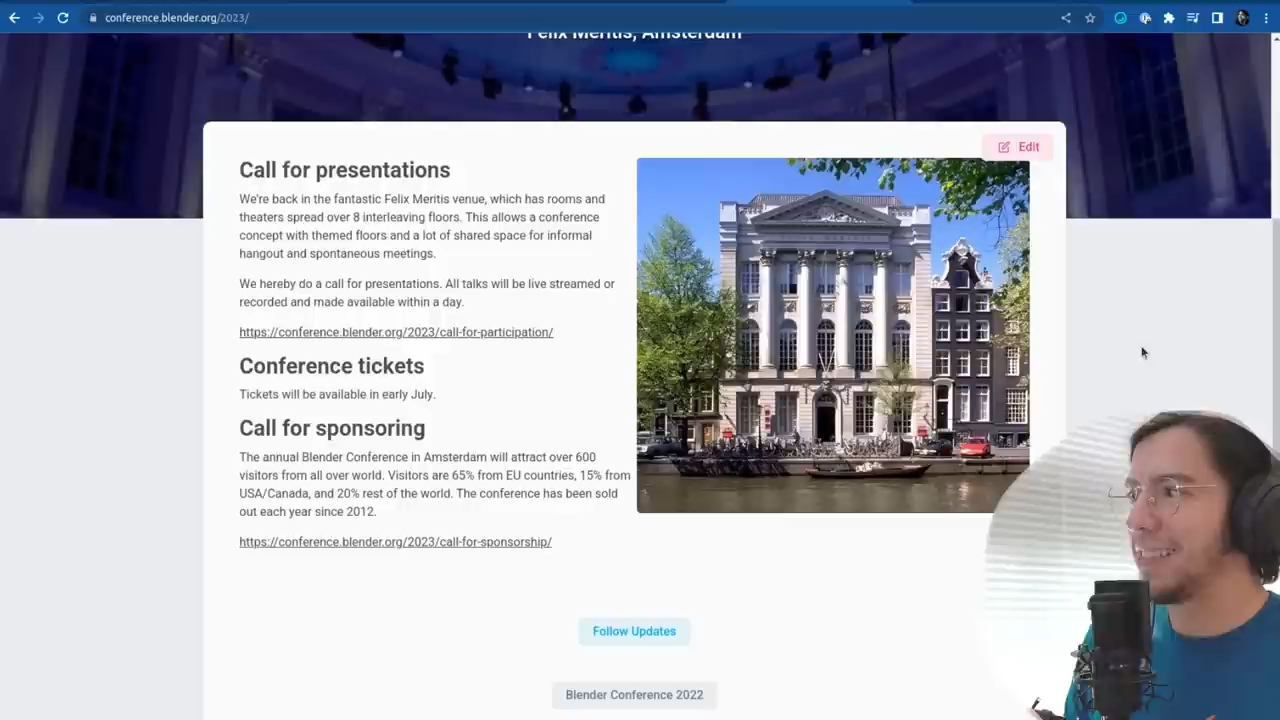 conference.blender.org/2023/
Felix Meritis, Amsterdam
Edit
Call for presentations
We're back in the fantastic Felix Meritis venue, which has rooms and
theaters spread over 8 interleaving floors. This allows a conference
concept with themed floors and a lot of shared space for informal
hangout and spontaneous meetings.
We hereby do a call for presentations. All talks will be live streamed or
recorded and made available within a day.
https://conference.blender.org/2023/call-for-participation/
Conference tickets
Tickets will be available in early July.
Call for sponsoring
The annual Blender Conference in Amsterdam will attract over 600
visitors from all over world. Visitors are 65% from EU countries, 15% from
USA/Canada, and 20% rest of the world. The conference has been sold
out each year since 2012.
https://conference.blender.org/2023/call-for-sponsorship/
Follow Updates
Blender Conference 2022